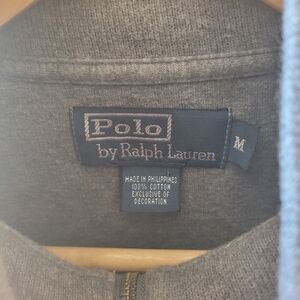 Polo
by Ralph Lauren
M
MADE IN PHILIPPINES
100% COTTON
EXCLUSIVE OF
DECORATION